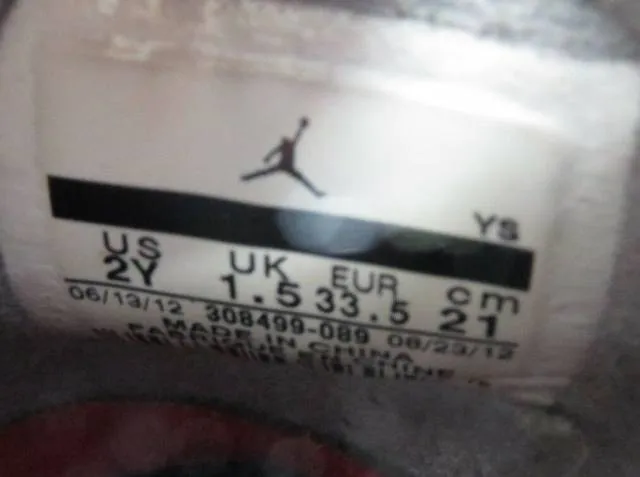 YS
US UK EUR cm
2Y 1.5 33.5 21
06/13/12 308499-089 08/23/12
MADE IN CHINA